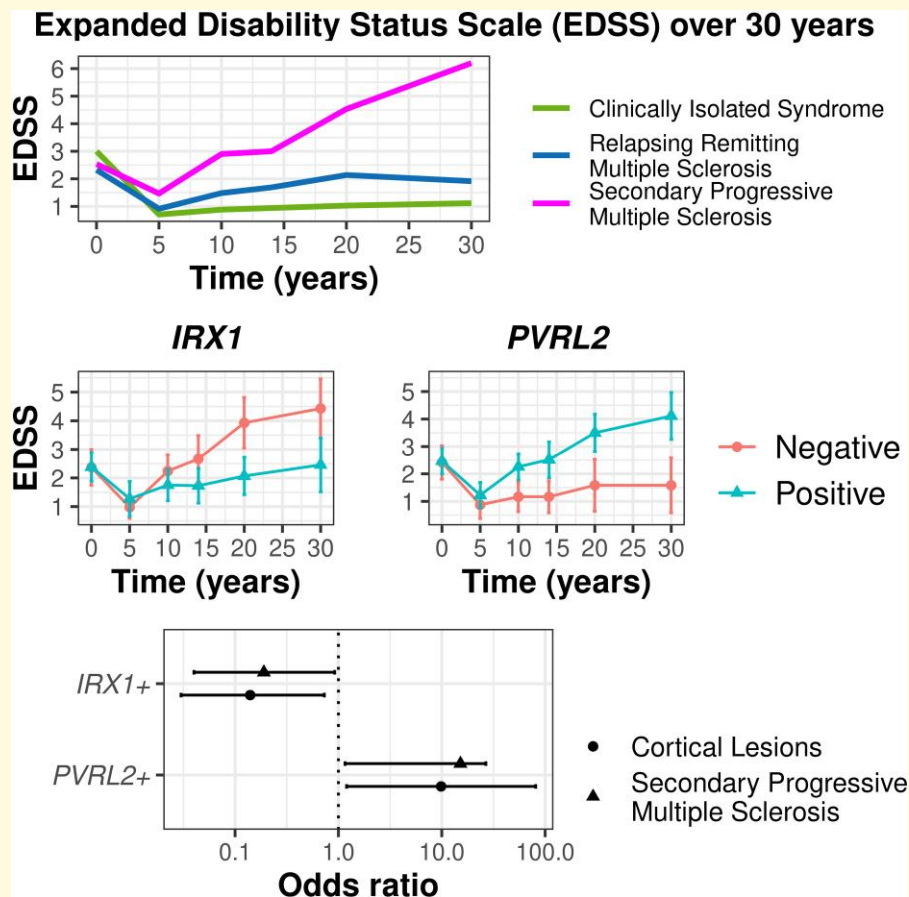 Expanded Disability Status Scale (EDSS) over 30 years
EDSS
6
5
4
3
2
1
0 5 10 15 20 25 30
Time (years)
Clinically Isolated Syndrome
Relapsing Remitting
Multiple Sclerosis
Secondary Progressive
Multiple Sclerosis
IRX1
EDSS
5
4
3
2
1
0 5 10 15 20 25 30
Time (years)
PVRL2
5
4
3
2
1
0 5 10 15 20 25 30
Time (years)
Negative
Positive
IRX1+
PVRL2+
0.1 1.0 10.0 100.0
Odds ratio
Cortical Lesions
Secondary Progressive
Multiple Sclerosis